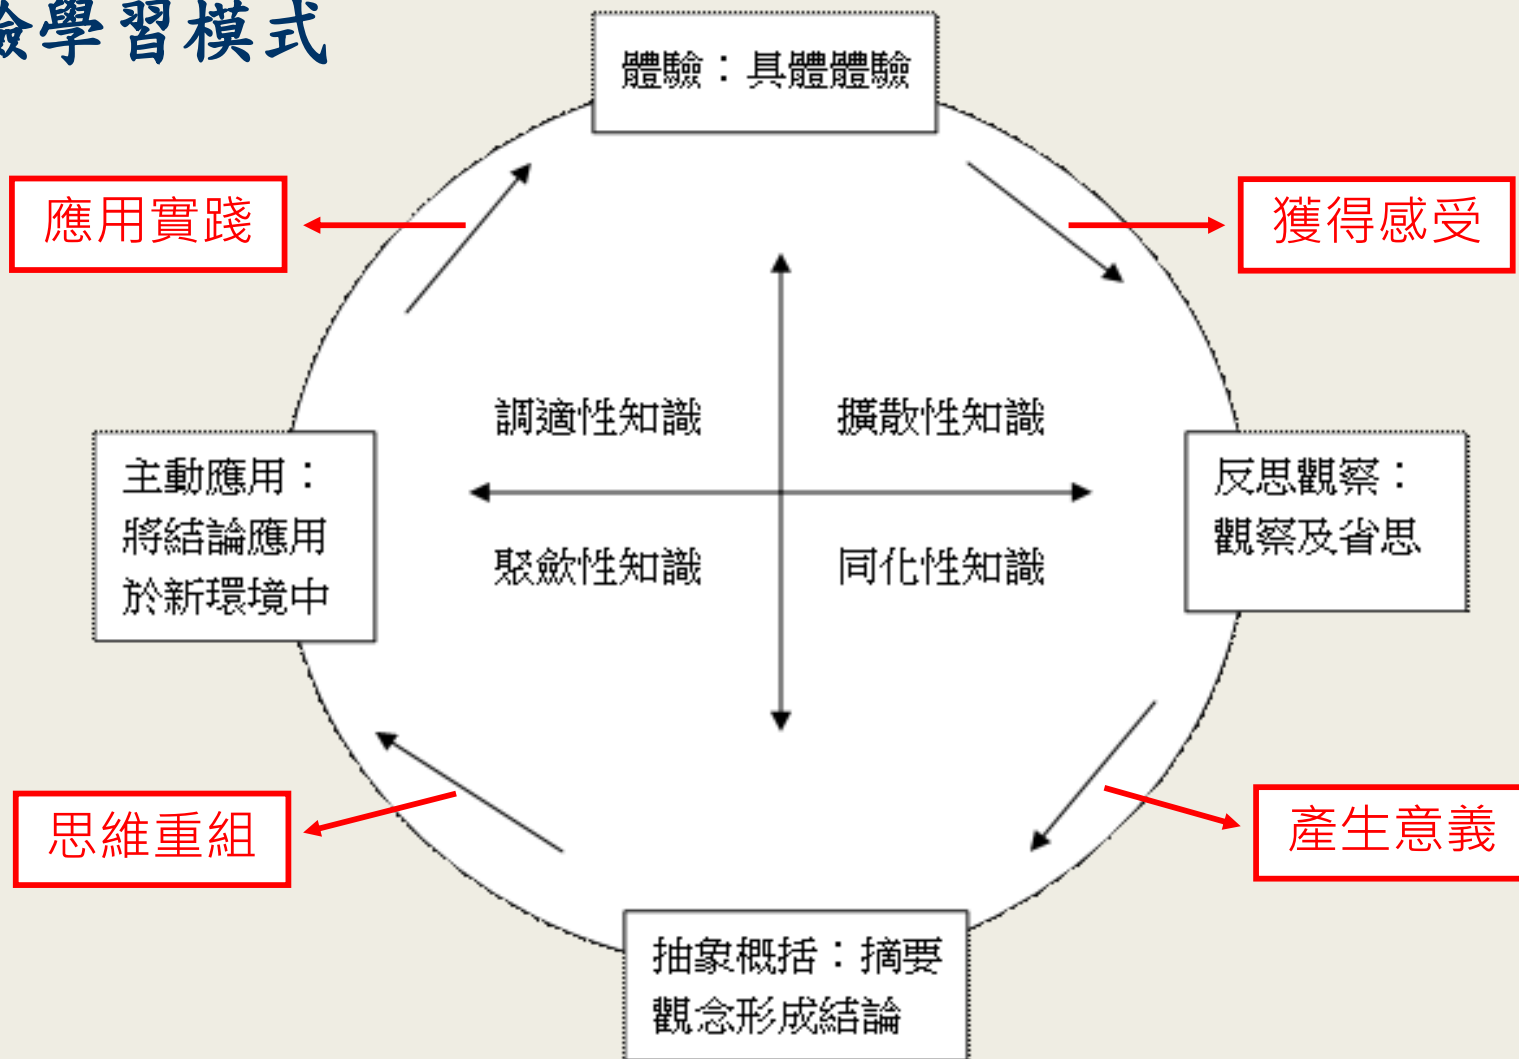 驗學習模式
體驗：具體體驗
應用實踐
獲得感受
調適性知識
擴散性知識
主動應用：
將結論應用
於新環境中
反思觀察：
觀察及省思
聚歛性知識
同化性知識
思維重組
產生意義
抽象概括：摘要
觀念形成結論